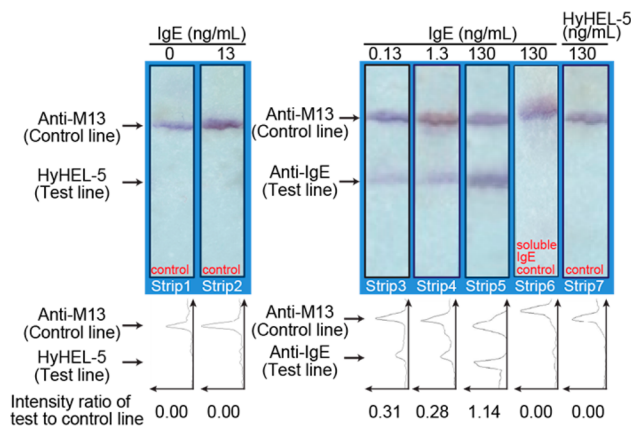 IgE (ng/mL)
0 13
Anti-M13
(Control line)
HyHEL-5
(Test line)
control control
Strip1 Strip2
IgE (ng/mL)
HyHEL-5
(ng/mL)
0.13 1.3 130 130 130
Anti-M13
(Control line)
Anti-IgE
(Test line)
soluble
IgE
control
control
Strip3 Strip4 Strip5 Strip6 Strip7
Anti-M13
(Control line)
HyHEL-5
(Test line)
Anti-M13
(Control line)
Anti-IgE
(Test line)
Intensity ratio of
test to control line
0.00 0.00 0.31 0.28 1.14 0.00 0.00